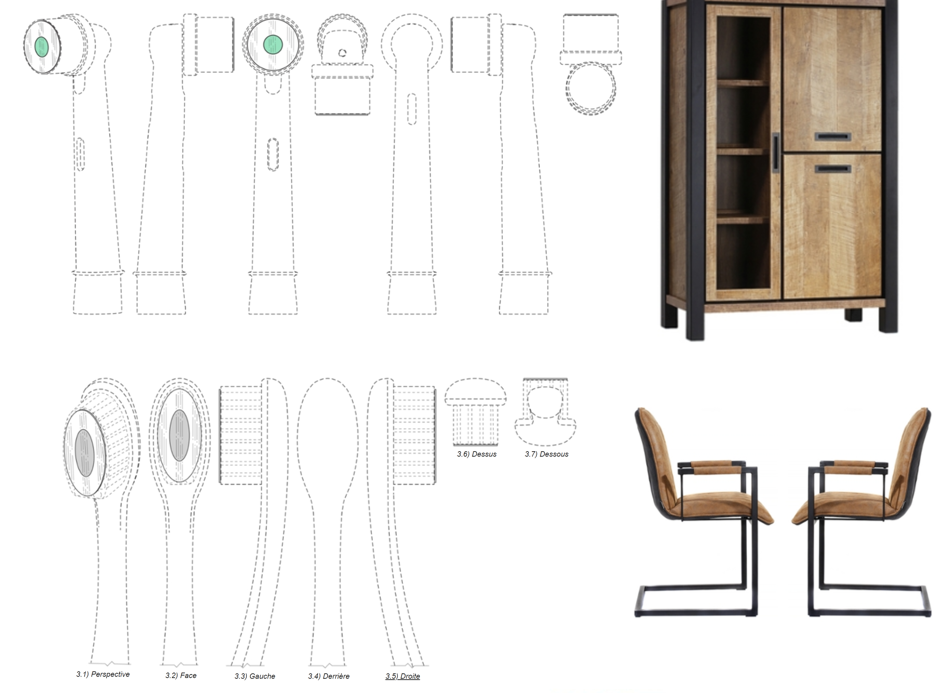 3.6) Dessus
3.7) Dessous
3.1) Perspective
3.2) Face
3.3) Gauche
3.4) Derrière
3.5) Droite